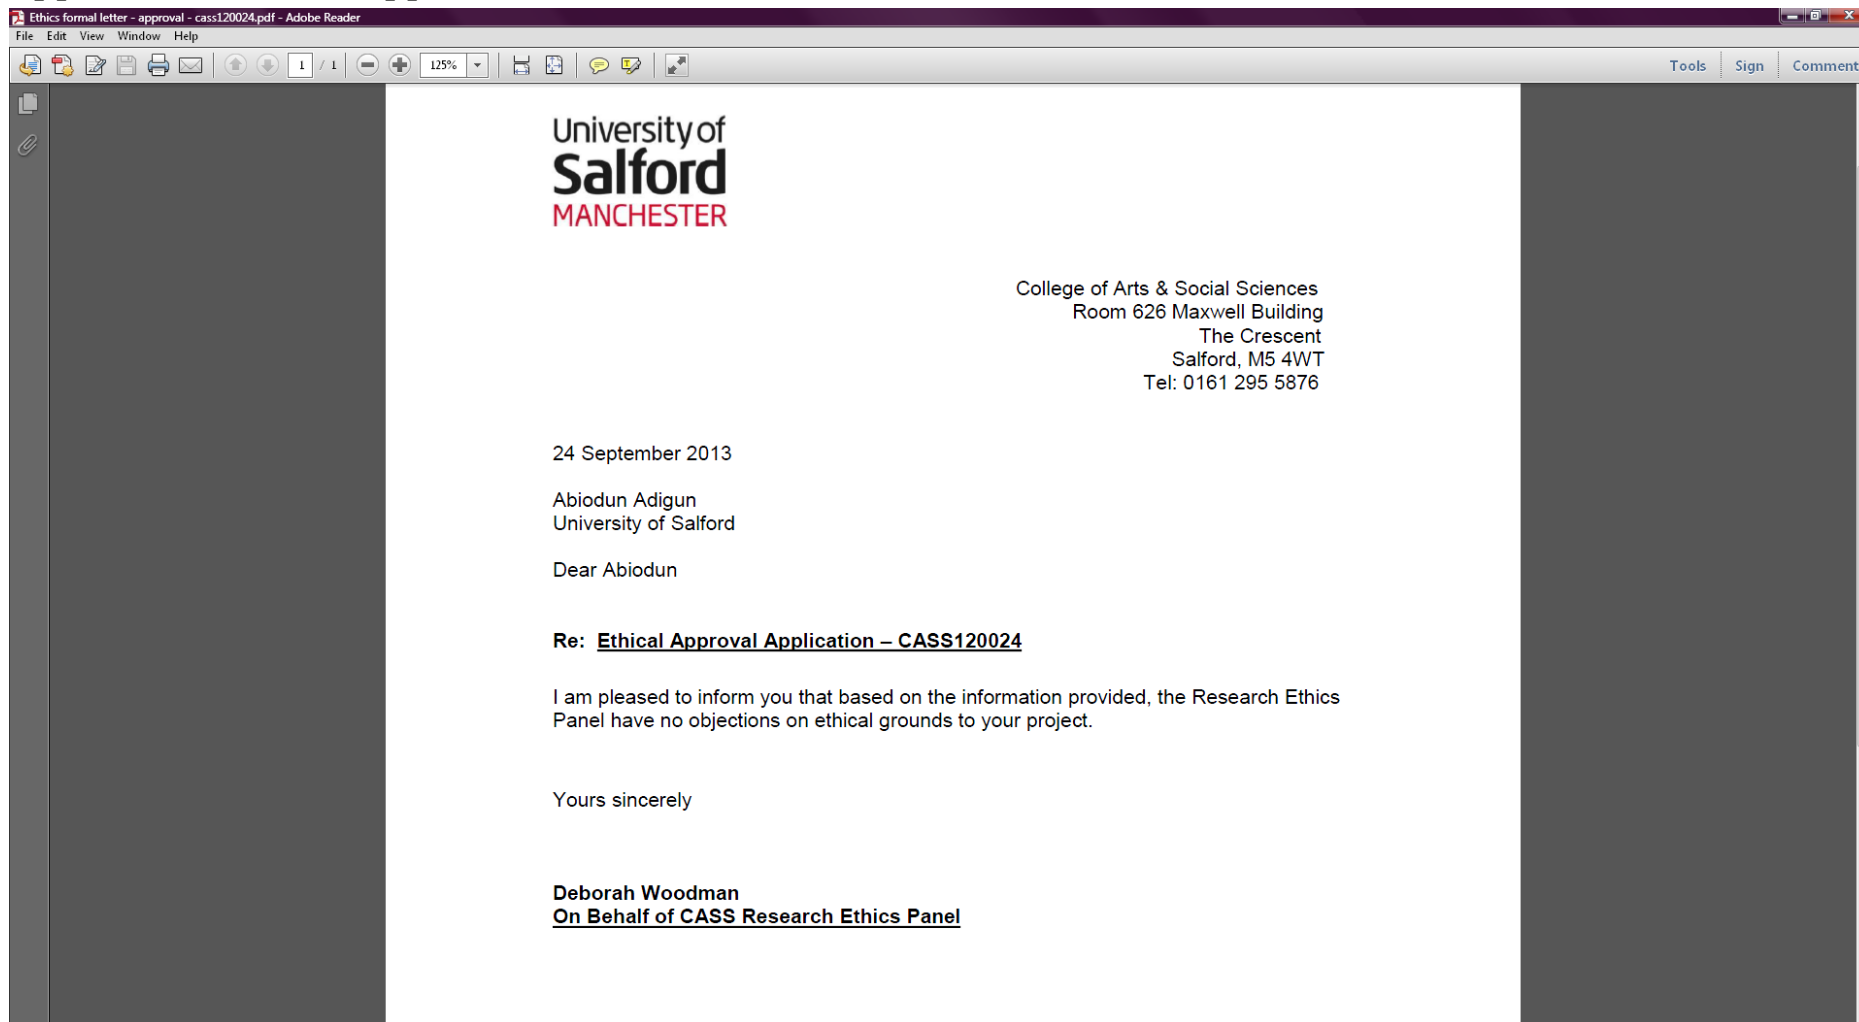 Ethics formal letter - approval - cass120024.pdf - Adobe Reader
File Edit View Window Help
1 / 1 125% Tools Sign Comment
University of
Salford
MANCHESTER
College of Arts & Social Sciences
Room 626 Maxwell Building
The Crescent
Salford, M5 4WT
Tel: 0161 295 5876
24 September 2013
Abiodun Adigun
University of Salford
Dear Abiodun
Re: Ethical Approval Application – CASS120024
I am pleased to inform you that based on the information provided, the Research Ethics
Panel have no objections on ethical grounds to your project.
Yours sincerely
Deborah Woodman
On Behalf of CASS Research Ethics Panel